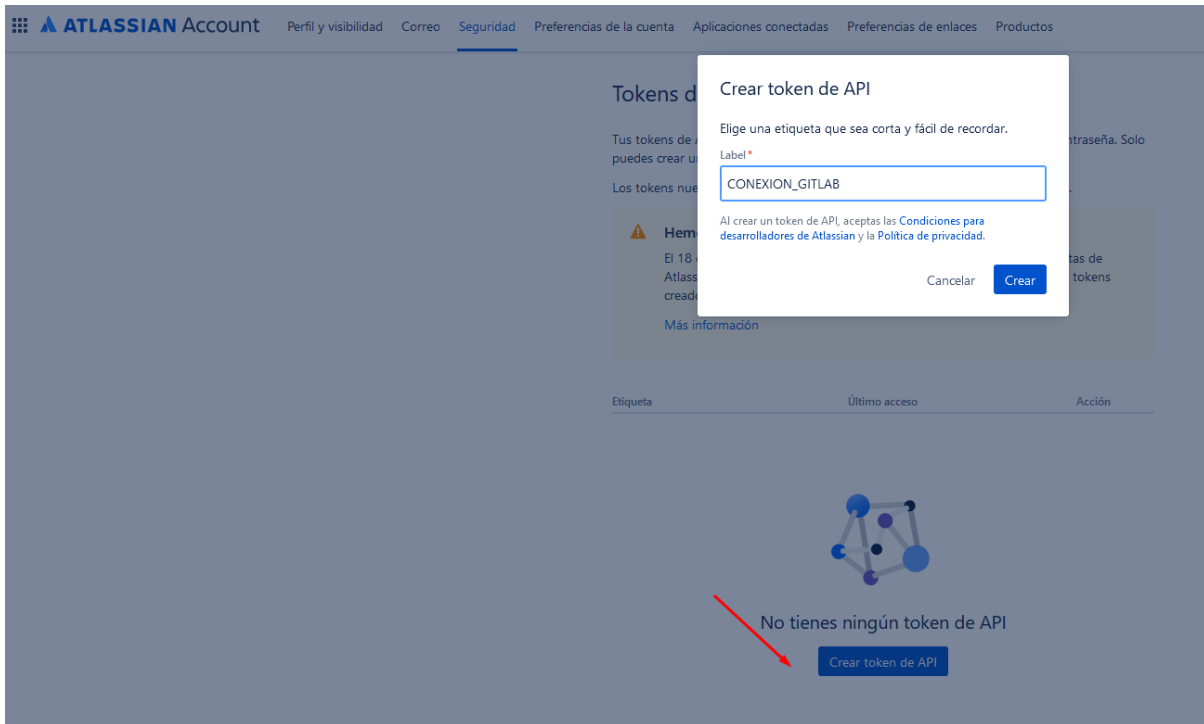 ATLASSIAN Account Perfil y visibilidad Correo Seguridad Preferencias de la cuenta Aplicaciones conectadas Preferencias de enlaces Productos
Tokens d
Crear token de API
Elige una etiqueta que sea corta y fácil de recordar.
Tus tokens de
ntraseña. Solo
Label *
puedes crear u
CONEXION_GITLAB
Los tokens nue
Al crear un token de API, aceptas las Condiciones para
desarrolladores de Atlassian y la Política de privacidad.
Hem
El 18
tas de
Atlass
Cancelar Crear
tokens
cread
Más información
Etiqueta Último acceso Acción
No tienes ningún token de API
Crear token de API